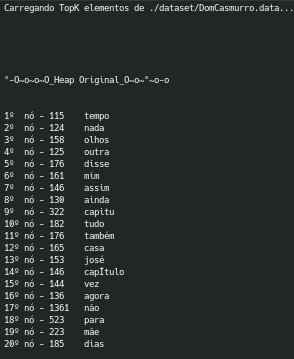 Carregando TopK elementos de ./dataset/DomCasmurro.data...
°-O~o~o~O_Heap Original_O~o~°~o-o
1º nó - 115 tempo
2º nó - 124 nada
3º nó - 158 olhos
4º nó - 125 outra
5º nó - 176 disse
6º nó - 161 mim
7º nó - 146 assim
8º nó - 130 ainda
9º nó - 322 capitu
10º nó - 182 tudo
11º nó - 176 também
12º nó - 165 casa
13º nó - 153 josé
14º nó - 146 capÍtulo
15º nó - 144 vez
16º nó - 136 agora
17º nó - 1361 não
18º nó - 523 para
19º nó - 223 mãe
20º nó - 185 dias